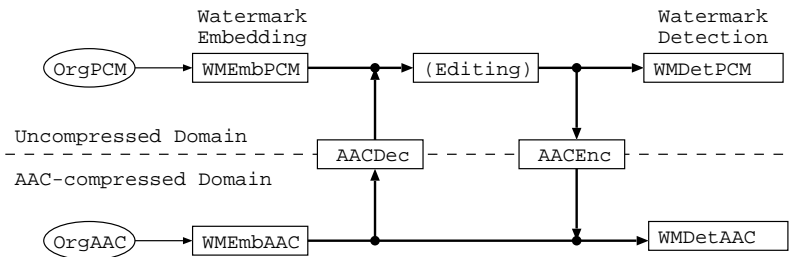 Watermark
Embedding
Watermark
Detection
OrgPCM
WMEmbPCM
(Editing)
WMDetPCM
Uncompressed Domain
AACDec
AACEnc
AAC-compressed Domain
OrgAAC
WMEmbAAC
WMDetAAC